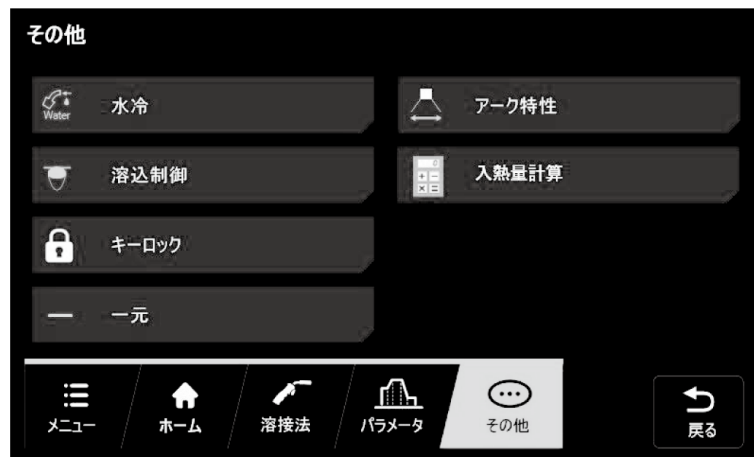 その他
Water
水冷
アーク特性
溶込制御
入熱量計算
キーロック
一元
メニュー
ホーム
溶接法
パラメータ
その他
戻る